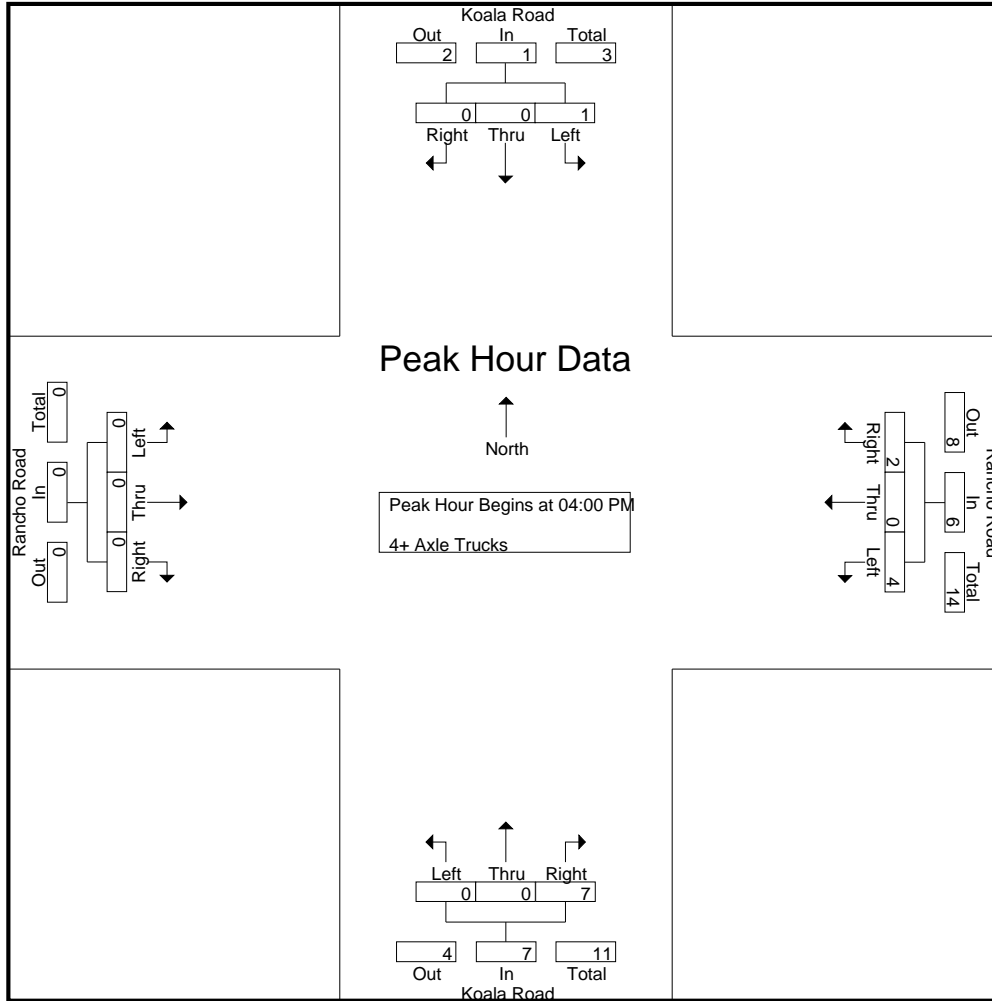 Koala Road
Out In Total
2 1 3
0 0 1
Right Thru Left
Peak Hour Data
North
Peak Hour Begins at 04:00 PM
4+ Axle Trucks
Rancho Road
Total In Out
0 0 0
0 0 0
Left Thru Right
Rancho Road
Out In Total
8 6 14
Right Thru Left
2 0 4
Left Thru Right
0 0 7
4 7 11
Out In Total
Koala Road